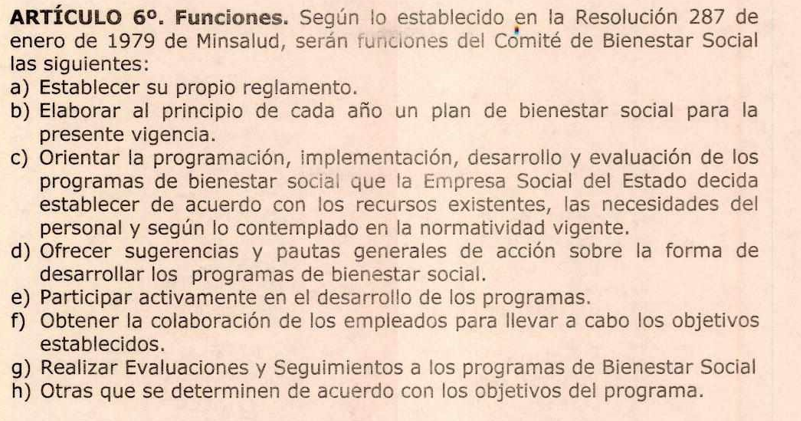 ARTÍCULO 6º. Funciones. Según lo establecido en la Resolución 287 de
enero de 1979 de Minsalud, serán funciones del Comité de Bienestar Social
las siguientes:
a) Establecer su propio reglamento.
b) Elaborar al principio de cada año un plan de bienestar social para la
presente vigencia.
c) Orientar la programación, implementación, desarrollo y evaluación de los
programas de bienestar social que la Empresa Social del Estado decida
establecer de acuerdo con los recursos existentes, las necesidades del
personal y según lo contemplado en la normatividad vigente.
d) Ofrecer sugerencias y pautas generales de acción sobre la forma de
desarrollar los programas de bienestar social.
e) Participar activamente en el desarrollo de los programas.
f) Obtener la colaboración de los empleados para llevar a cabo los objetivos
establecidos.
g) Realizar Evaluaciones y Seguimientos a los programas de Bienestar Social
h) Otras que se determinen de acuerdo con los objetivos del programa.